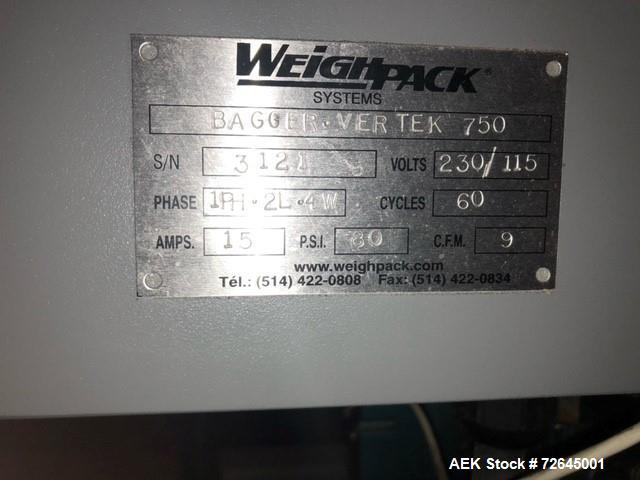 WEIGHPACK®
SYSTEMS
BAGGER-VERTEK 750
S/N 3121 VOLTS 230/115
PHASE 1PH-2L-4W CYCLES 60
AMPS. 15 P.S.I. 80 C.F.M. 9
www.weighpack.com
Tél.: (514) 422-0808 Fax: (514) 422-0834
AEK Stock #72645001